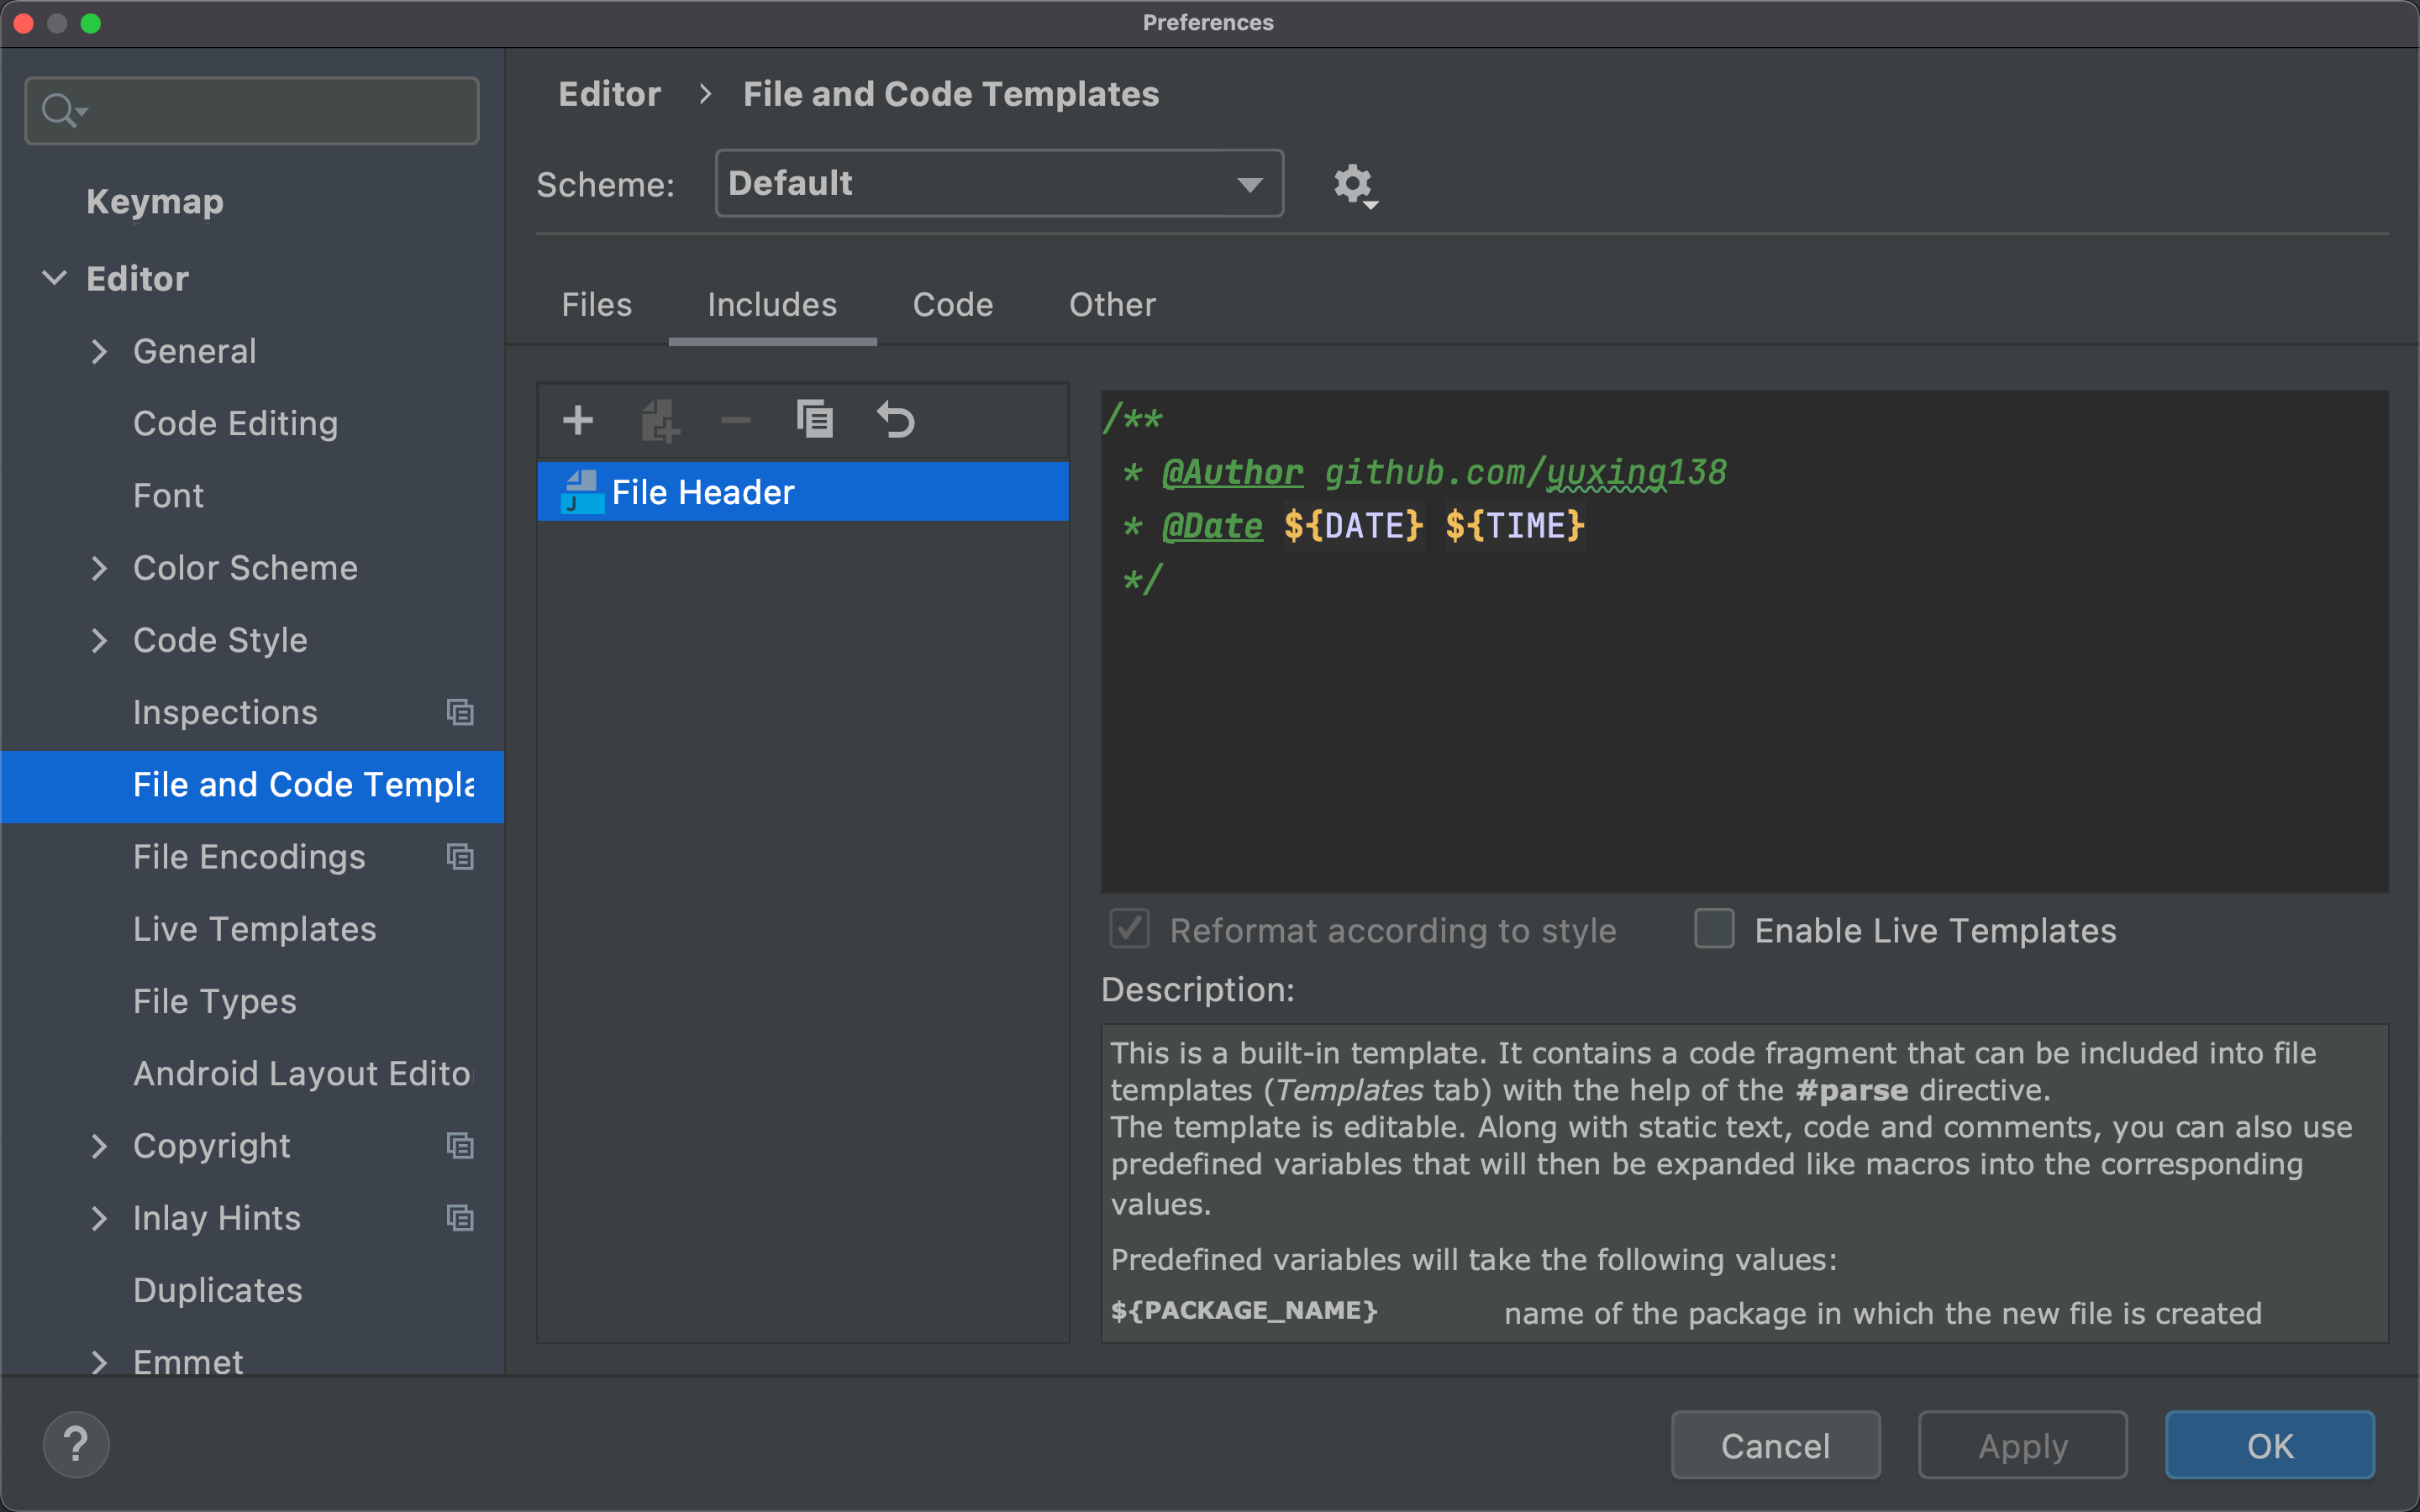 Preferences
Keymap
Editor
General
Code Editing
Font
Color Scheme
Code Style
Inspections
File and Code Templa
File Encodings
Live Templates
File Types
Android Layout Edito
Copyright
Inlay Hints
Duplicates
Emmet
Editor › File and Code Templates
Scheme: Default
Files Includes Code Other
File Header
/**
* @Author github.com/yuxing138
* @Date ${DATE} ${TIME}
*/
Reformat according to style Enable Live Templates
Description:
This is a built-in template. It contains a code fragment that can be included into file
templates (Templates tab) with the help of the #parse directive.
The template is editable. Along with static text, code and comments, you can also use
predefined variables that will then be expanded like macros into the corresponding
values.
Predefined variables will take the following values:
${PACKAGE_NAME} name of the package in which the new file is created
? Cancel Apply OK